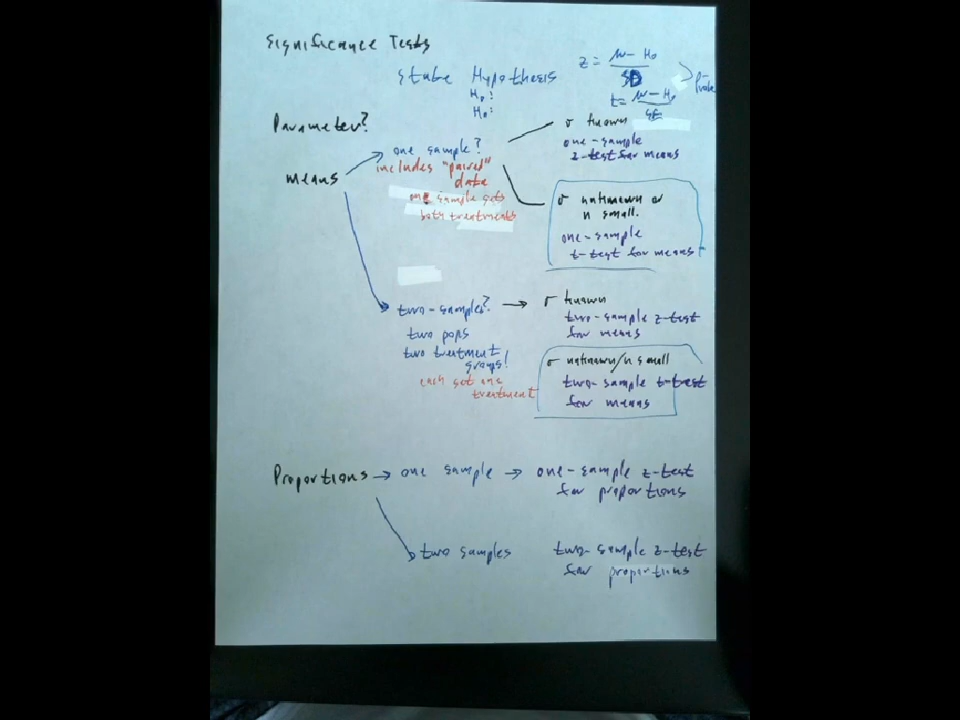 Significance Tests
State Hypothesis
H₀:
Hₐ:
z = μ - H₀ / SD
t = μ - H₀ / SE
Parameter?
means
one sample?
includes "paired"
data
one sample gets
both treatments
σ known
one-sample
z-test for means
σ unknown or
n small.
one-sample
t-test for means
two-samples?
two pops
two treatment
groups!
each get one
treatment
σ known
two-sample z-test
for means
σ unknown/n small
two-sample t-test
for means
Proportions
one sample
one-sample z-test
for proportions
two samples
two-sample z-test
for proportions